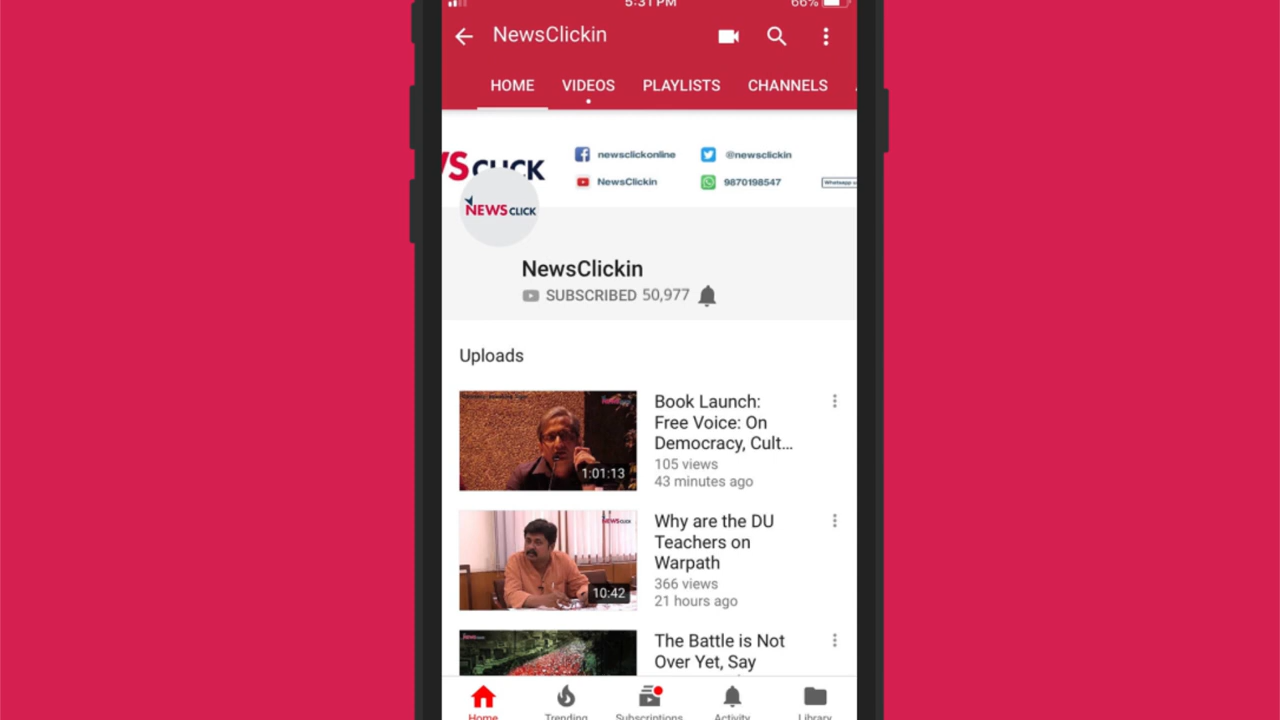 5:31 PM
66%
NewsClickin
HOME VIDEOS PLAYLISTS CHANNELS
CLICK
newsclickonline
@newsclickin
NewsClickin
9870198547
Whatsapp
NEWS CLICK
NewsClickin
SUBSCRIBED 50,977
Uploads
1:01:13
Book Launch:
Free Voice: On
Democracy, Cult...
105 views
43 minutes ago
NEWSCLICK
10:42
Why are the DU
Teachers on
Warpath
366 views
21 hours ago
The Battle is Not
Over Yet, Say
Home Trending Subscriptions Activity Library